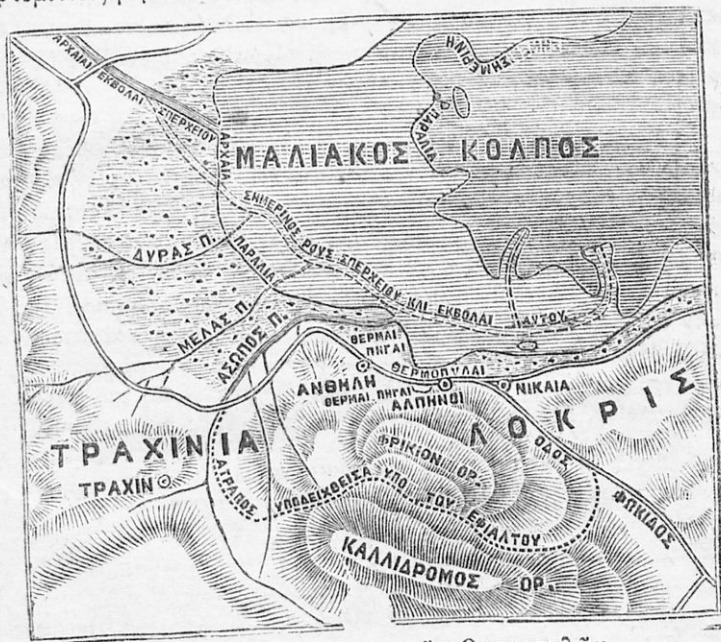 ΑΡΧΑΙΑΙ ΕΚΒΟΛΑΙ ΣΠΕΡΧΕΙΟΥ
ΣΗΜΕΡΙΝΗ
ΠΑΡΑΛΙΑ
ΜΑΛΙΑΚΟΣ ΚΟΛΠΟΣ
ΑΡΧΑΙΑ ΠΑΡΑΛΙΑ
ΣΗΜΕΡΙΝΟΣ ΡΟΥΣ ΣΠΕΡΧΕΙΟΥ ΚΑΙ ΕΚΒΟΛΑΙ ΑΥΤΟΥ
ΔΥΡΑΣ Π.
ΜΕΛΑΣ Π.
ΑΣΩΠΟΣ Π.
ΘΕΡΜΑΙ
ΠΗΓΑΙ
ΘΕΡΜΟΠΥΛΑΙ
ΑΝΘΗΛΗ
ΘΕΡΜΑΙ ΠΗΓΑΙ
ΑΛΠΗΝΟΙ
ΝΙΚΑΙΑ
ΛΟΚΡΙΣ
ΤΡΑΧΙΝΙΑ
ΤΡΑΧΙΝ
ΦΡΙΚΙΟΝ ΟΡ.
ΟΔΟΣ ΦΩΚΙΔΟΣ
ΑΤΡΑΠΟΣ ΥΠΟΔΕΙΧΘΕΙΣΑ ΥΠΟ ΤΟΥ ΕΦΙΑΛΤΟΥ
ΚΑΛΛΙΔΡΟΜΟΣ ΟΡ.